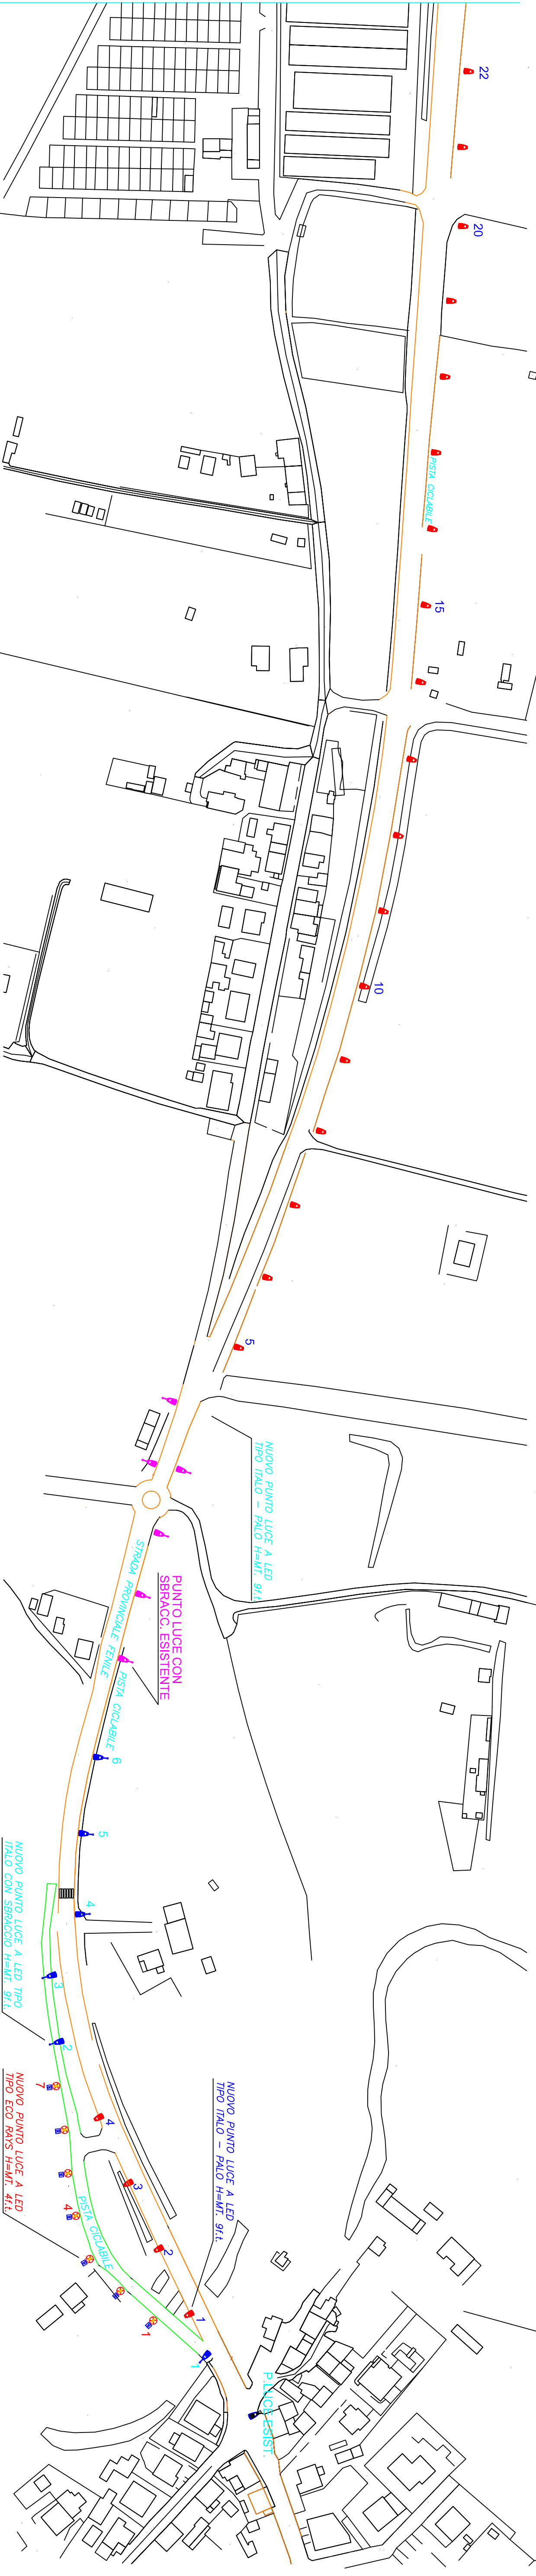 22
20
PISTA CICLABILE
15
10
5
NUOVO PUNTO LUCE A LED
TIPO ITALO - PALO H=MT. 9f.t.
STRADA PROVINCIALE FENILE
PUNTO LUCE CON
SBRACC. ESISTENTE
PISTA CICLABILE
6
5
4
3
2
NUOVO PUNTO LUCE A LED TIPO
ITALO CON SBRACCIO H=MT. 9f.t.
7
4
NUOVO PUNTO LUCE A LED
TIPO ECO RAYS H=MT. 4f.t.
3
2
1
NUOVO PUNTO LUCE A LED
TIPO ITALO - PALO H=MT. 9f.t.
4
PISTA CICLABILE
1
1
P.LUCE ESIST.